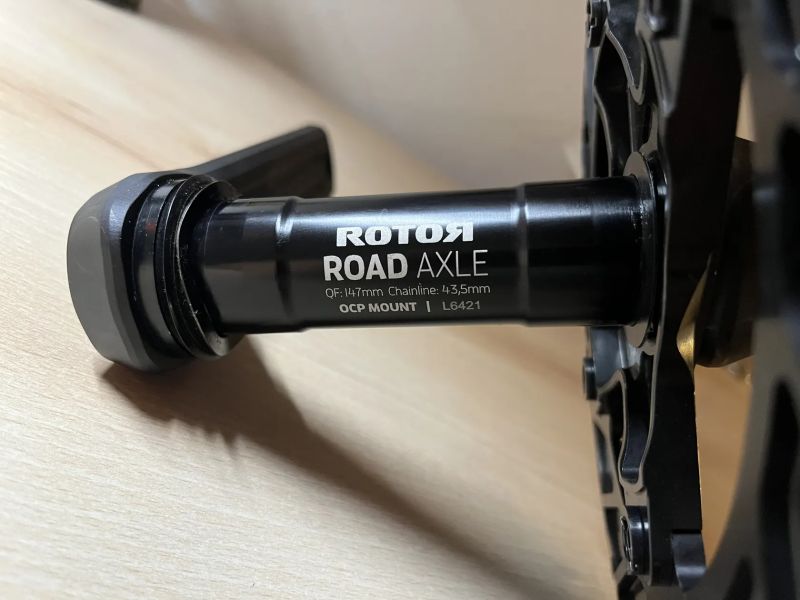 ROTOR
ROAD AXLE
QF: 147mm Chainline: 43,5mm
OCP MOUNT | L6421